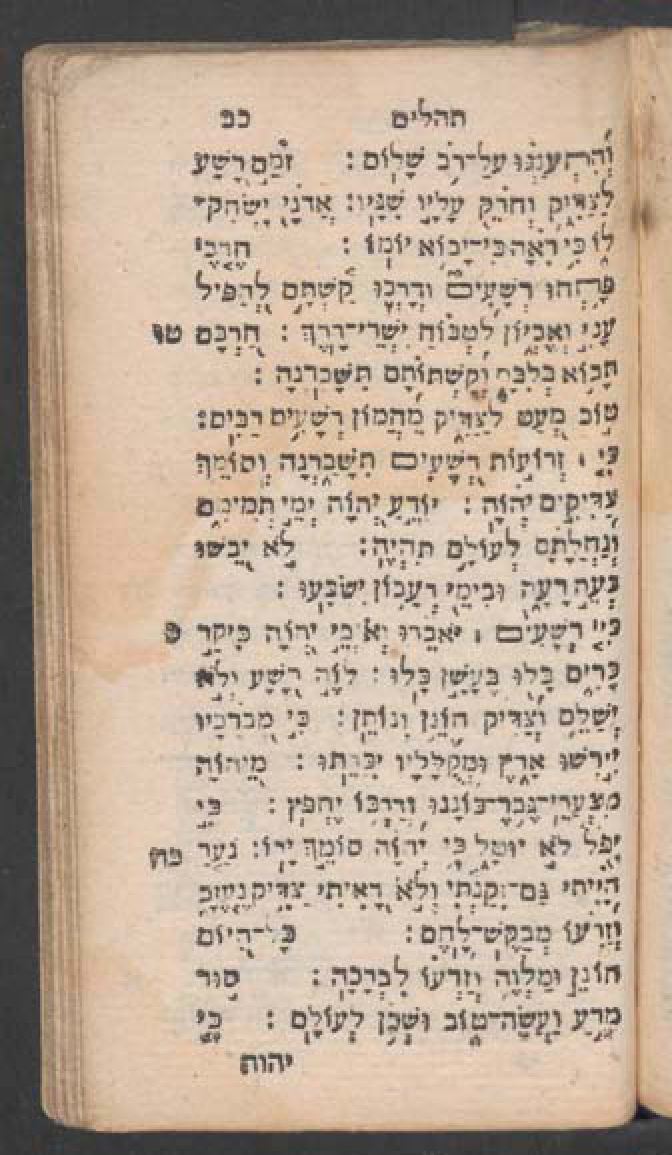 תהלים כב
וְהִתְעַנְּגוּ עַל־רֹב שָׁלוֹם׃ זֹמֵם רָשָׁע
לַצַּדִּיק וְחֹרֵק עָלָיו שִׁנָּיו׃ אֲדֹנָי יִשְׂחַק־
לוֹ כִּי רָאָה כִּי־יָבוֹא יוֹמוֹ׃ חֶרֶב׀
פָּתְחוּ רְשָׁעִים וְדָרְכוּ קַשְׁתָּם לְהַפִּיל
עָנִי וְאֶבְיוֹן לִטְבוֹחַ יִשְׁרֵי־דָרֶךְ׃ חַרְבָּם טו
תָּבוֹא בְלִבָּם וְקַשְּׁתוֹתָם תִּשָּׁבַרְנָה׃
טוֹב מְעַט לַצַּדִּיק מֵהֲמוֹן רְשָׁעִים רַבִּים׃
כִּי׀ זְרוֹעוֹת רְשָׁעִים תִּשָּׁבַרְנָה וְסוֹמֵךְ
צַדִּיקִים יְהוָה׃ יוֹדֵעַ יְהוָה יְמֵי תְמִימִם
וְנַחֲלָתָם לְעוֹלָם תִּהְיֶה׃ לֹא יֵבֹשׁוּ
בְּעֵת רָעָה וּבִימֵי רְעָבוֹן יִשְׂבָּעוּ׃
כִּי רְשָׁעִים׀ יֹאבֵדוּ וְאֹיְבֵי יְהוָה כִּיקַר
כָּרִים כָּלוּ בֶעָשָׁן כָּלוּ׃ לֹוֶה רָשָׁע וְלֹא
יְשַׁלֵּם וְצַדִּיק חוֹנֵן וְנוֹתֵן׃ כִּי מְבֹרָכָיו
יִירְשׁוּ אָרֶץ וּמְקֻלָּלָיו יִכָּרֵתוּ׃ מֵיְהוָה
מִצְעֲדֵי־גֶבֶר כּוֹנָנוּ וְדַרְכּוֹ יֶחְפָּץ׃ כִּי
יִפֹּל לֹא יוּטָל כִּי יְהוָה סוֹמֵךְ יָדוֹ׃ נַעַר כה
הָיִיתִי גַּם־זָקַנְתִּי וְלֹא רָאִיתִי צַדִּיק נֶעֱזָב
וְזַרְעוֹ מְבַקֶּשׁ־לָחֶם׃ כָּל־הַיּוֹם
חוֹנֵן וּמַלְוֶה וְזַרְעוֹ לִבְרָכָה׃ סוּר
מֵרָע וַעֲשֵׂה־טוֹב וּשְׁכֹן לְעוֹלָם׃ כִּי
יהוה